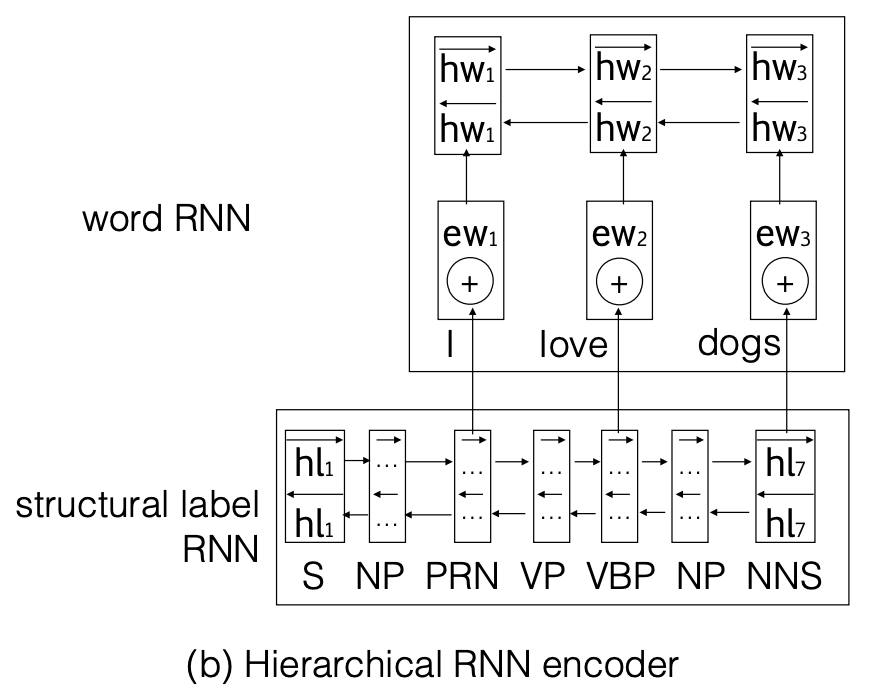 hw1 hw2 hw3
hw1 hw2 hw3
word RNN
ew1 ew2 ew3
+ + +
I love dogs
hl1 ... ... ... ... ... hl7
structural label
RNN
hl1 ... ... ... ... ... hl7
S NP PRN VP VBP NP NNS
(b) Hierarchical RNN encoder